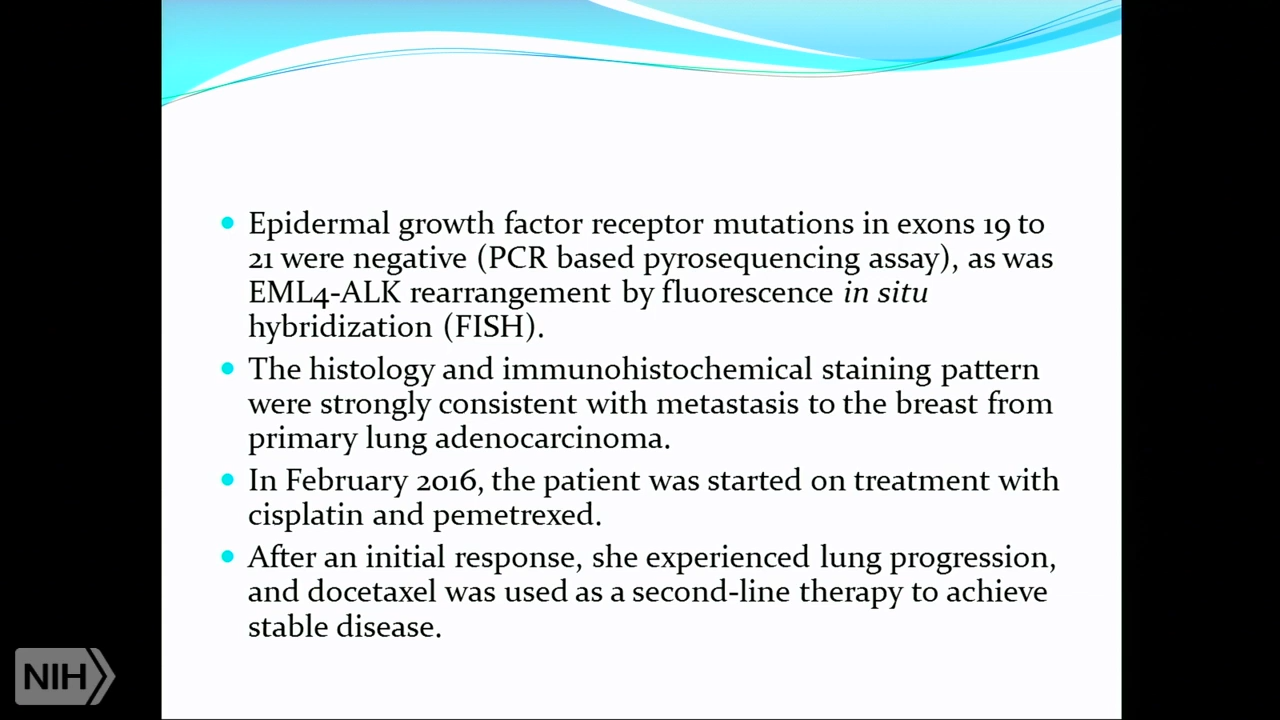 Epidermal growth factor receptor mutations in exons 19 to
21 were negative (PCR based pyrosequencing assay), as was
EML4-ALK rearrangement by fluorescence in situ
hybridization (FISH).
The histology and immunohistochemical staining pattern
were strongly consistent with metastasis to the breast from
primary lung adenocarcinoma.
In February 2016, the patient was started on treatment with
cisplatin and pemetrexed.
After an initial response, she experienced lung progression,
and docetaxel was used as a second-line therapy to achieve
stable disease.
NIH